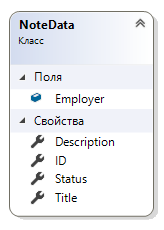 NoteData
Класс
Поля
Employer
Свойства
Description
ID
Status
Title